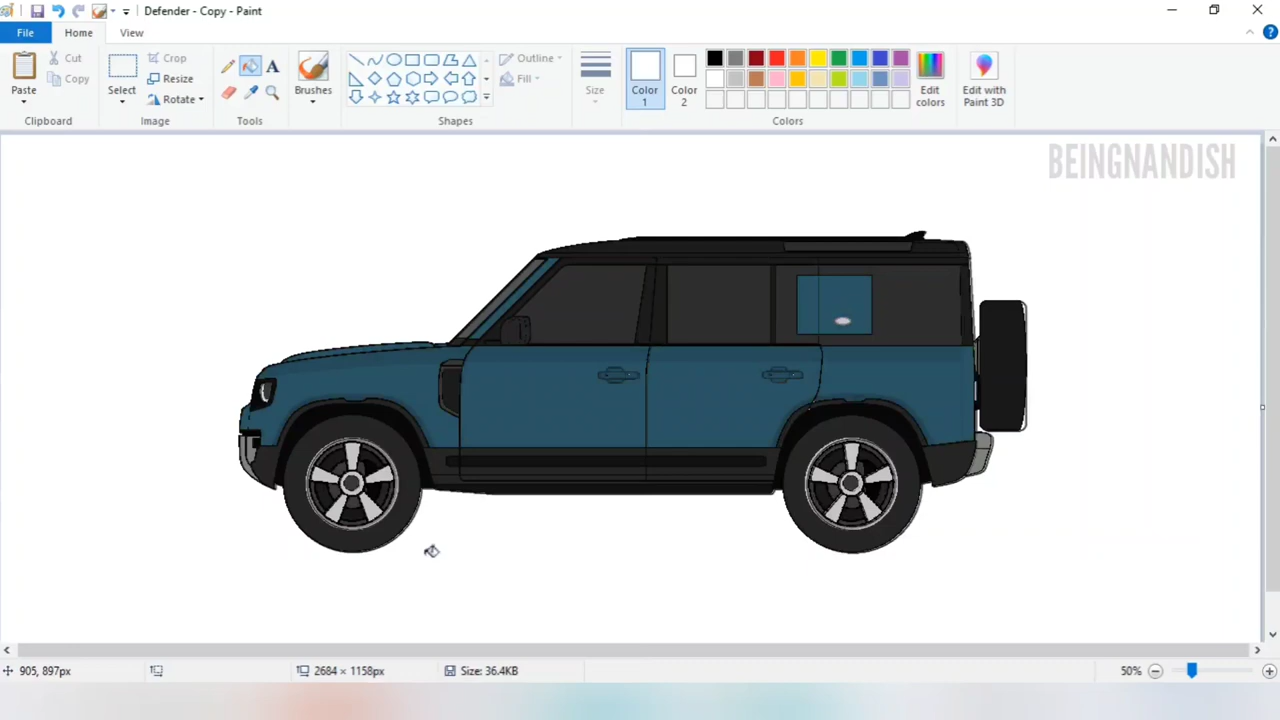 Defender - Copy - Paint
File
Home
View
Paste
Cut
Copy
Clipboard
Select
Crop
Resize
Rotate
Image
A
Tools
Brushes
Outline
Fill
Shapes
Size
Color
1
Color
2
Edit
colors
Colors
Edit with
Paint 3D
BEINGNANDISH
905, 897px
2684 × 1158px
Size: 36.4KB
50%